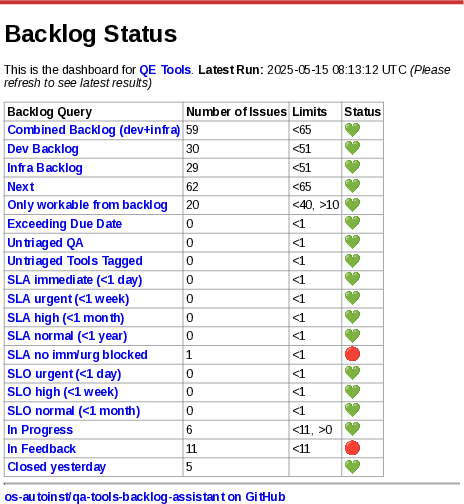 Backlog Status
This is the dashboard for QE Tools. Latest Run: 2025-05-15 08:13:12 UTC (Please
refresh to see latest results)
Backlog Query Number of Issues Limits Status
Combined Backlog (dev+infra) 59 <65 💚
Dev Backlog 30 <51 💚
Infra Backlog 29 <51 💚
Next 62 <65 💚
Only workable from backlog 20 <40, >10 💚
Exceeding Due Date 0 <1 💚
Untriaged QA 0 <1 💚
Untriaged Tools Tagged 0 <1 💚
SLA immediate (<1 day) 0 <1 💚
SLA urgent (<1 week) 0 <1 💚
SLA high (<1 month) 0 <1 💚
SLA normal (<1 year) 0 <1 💚
SLA no imm/urg blocked 1 <1 🔴
SLO urgent (<1 day) 0 <1 💚
SLO high (<1 week) 0 <1 💚
SLO normal (<1 month) 0 <1 💚
In Progress 6 <11, >0 💚
In Feedback 11 <11 🔴
Closed yesterday 5 💚
os-autoinst/qa-tools-backlog-assistant on GitHub